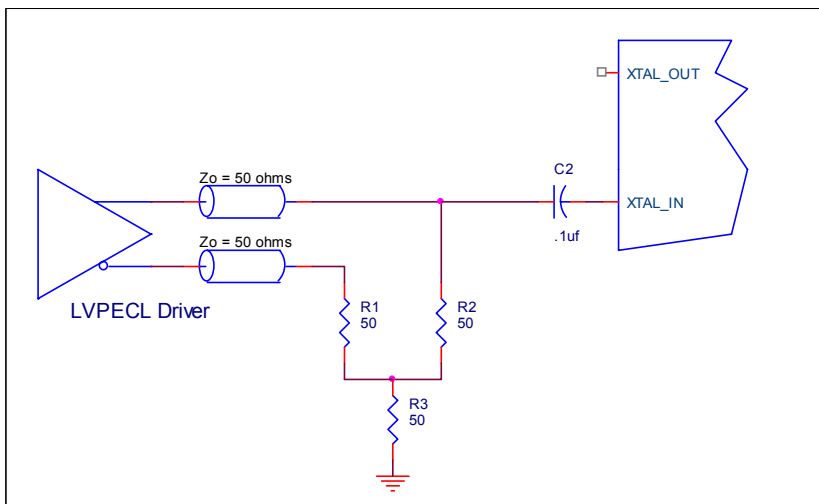 XTAL_OUT
Zo = 50 ohms
C2
XTAL_IN
.1uf
Zo = 50 ohms
LVPECL Driver
R1
50
R2
50
R3
50